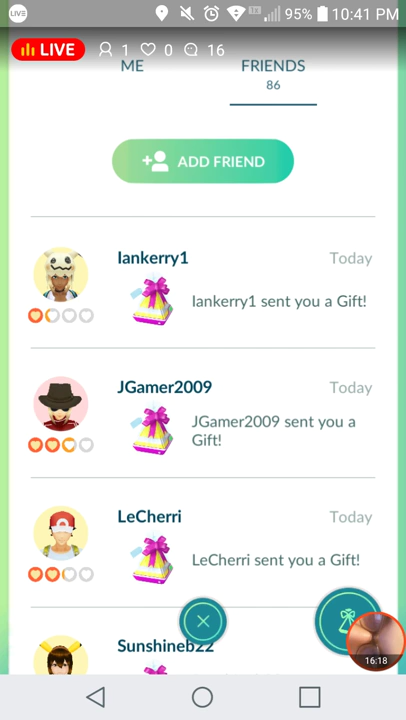 LIVE
1X
95%
10:41 PM
LIVE 1 0 16
ME
FRIENDS
86
ADD FRIEND
Iankerry1
Today
Iankerry1 sent you a Gift!
JGamer2009
Today
JGamer2009 sent you a
Gift!
LeCherri
Today
LeCherri sent you a Gift!
Sunshineb22
16:18